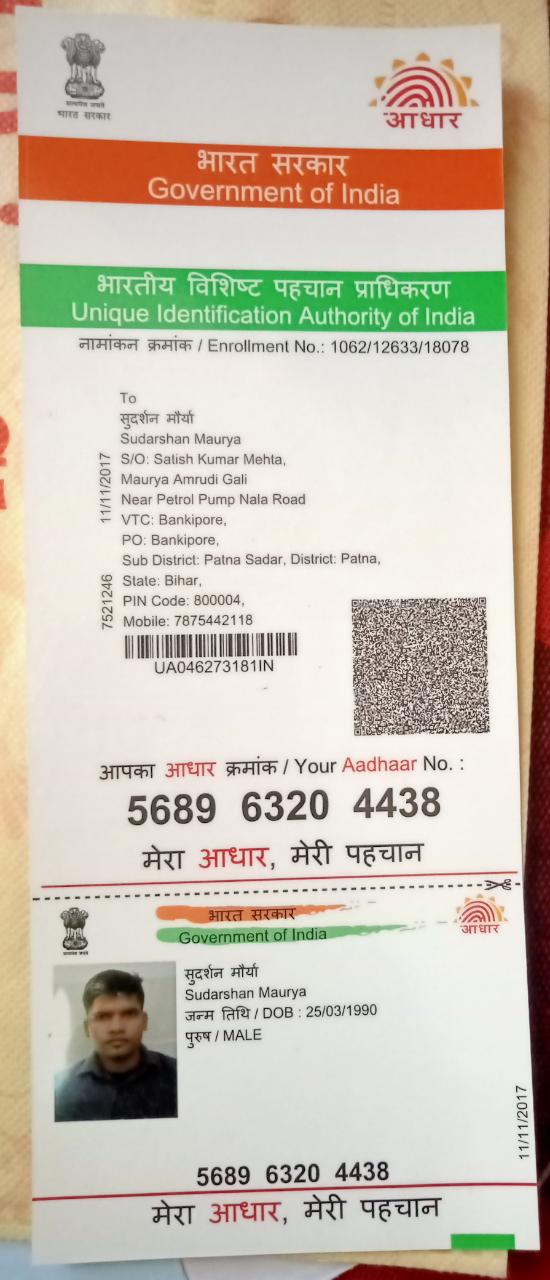 सत्यमेव जयते
भारत सरकार
आधार
भारत सरकार
Government of India
भारतीय विशिष्ट पहचान प्राधिकरण
Unique Identification Authority of India
नामांकन क्रमांक / Enrollment No.: 1062/12633/18078
To
सुदर्शन मौर्या
Sudarshan Maurya
S/O: Satish Kumar Mehta,
Maurya Amrudi Gali
Near Petrol Pump Nala Road
VTC: Bankipore,
PO: Bankipore,
Sub District: Patna Sadar, District: Patna,
State: Bihar,
PIN Code: 800004,
Mobile: 7875442118
11/11/2017
7521246
UA046273181IN
आपका आधार क्रमांक / Your Aadhaar No. :
5689 6320 4438
मेरा आधार, मेरी पहचान
भारत सरकार
Government of India
आधार
सुदर्शन मौर्या
Sudarshan Maurya
जन्म तिथि / DOB : 25/03/1990
पुरुष / MALE
11/11/2017
5689 6320 4438
मेरा आधार, मेरी पहचान